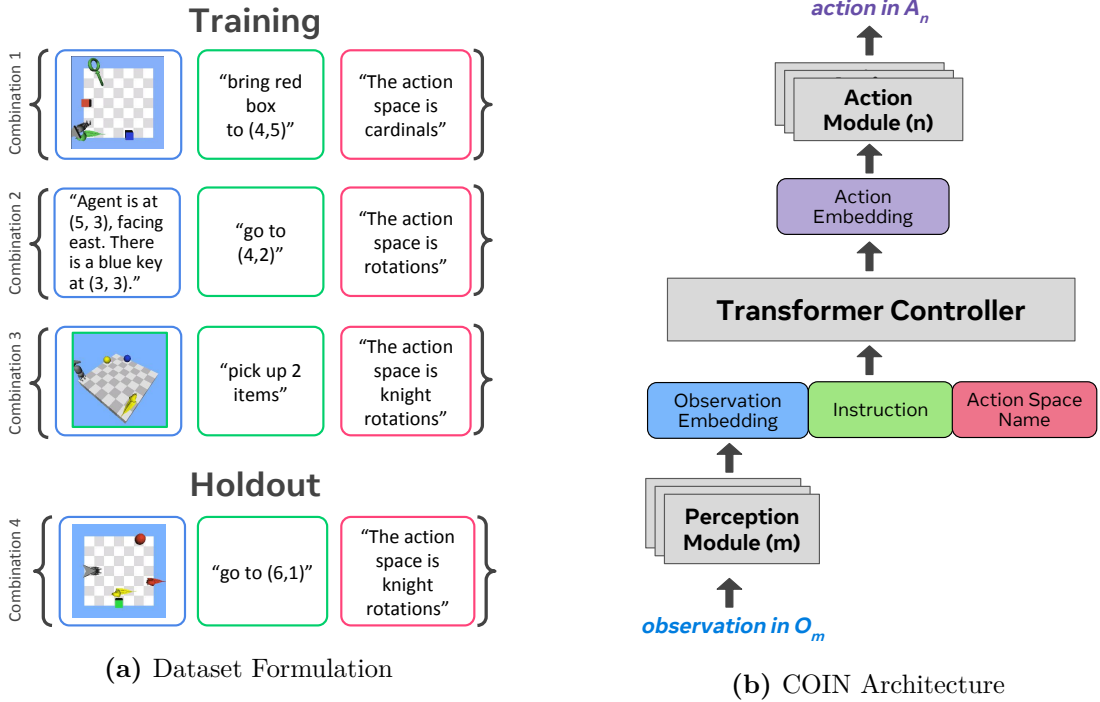 Training
Combination 1
“bring red
box
to (4,5)”
“The action
space is
cardinals”
Combination 2
“Agent is at
(5, 3), facing
east. There
is a blue key
at (3, 3).”
“go to
(4,2)”
“The action
space is
rotations”
Combination 3
“pick up 2
items”
“The action
space is
knight
rotations”
Holdout
Combination 4
“go to (6,1)”
“The action
space is
knight
rotations”
(a) Dataset Formulation
action in Aₙ
Action
Module (n)
Action
Embedding
Transformer Controller
Observation
Embedding
Instruction
Action Space
Name
Perception
Module (m)
observation in Oₘ
(b) COIN Architecture